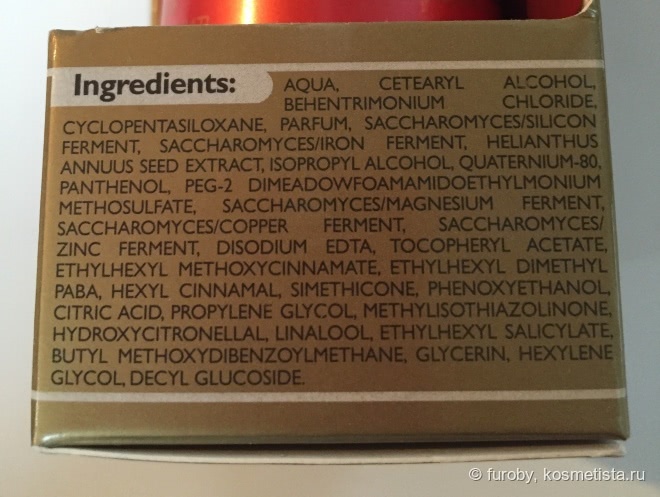 Ingredients: AQUA, CETEARYL ALCOHOL,
BEHENTRIMONIUM CHLORIDE,
CYCLOPENTASILOXANE, PARFUM, SACCHAROMYCES/SILICON
FERMENT, SACCHAROMYCES/IRON FERMENT, HELIANTHUS
ANNUUS SEED EXTRACT, ISOPROPYL ALCOHOL, QUATERNIUM-80,
PANTHENOL, PEG-2 DIMEADOWFOAMAMIDOETHYLMONIUM
METHOSULFATE, SACCHAROMYCES/MAGNESIUM FERMENT,
SACCHAROMYCES/COPPER FERMENT, SACCHAROMYCES/
ZINC FERMENT, DISODIUM EDTA, TOCOPHERYL ACETATE,
ETHYLHEXYL METHOXYCINNAMATE, ETHYLHEXYL DIMETHYL
PABA, HEXYL CINNAMAL, SIMETHICONE, PHENOXYETHANOL,
CITRIC ACID, PROPYLENE GLYCOL, METHYLISOTHIAZOLINONE,
HYDROXYCITRONELLAL, LINALOOL, ETHYLHEXYL SALICYLATE,
BUTYL METHOXYDIBENZOYLMETHANE, GLYCERIN, HEXYLENE
GLYCOL, DECYL GLUCOSIDE.
© furoby, kosmetista.ru